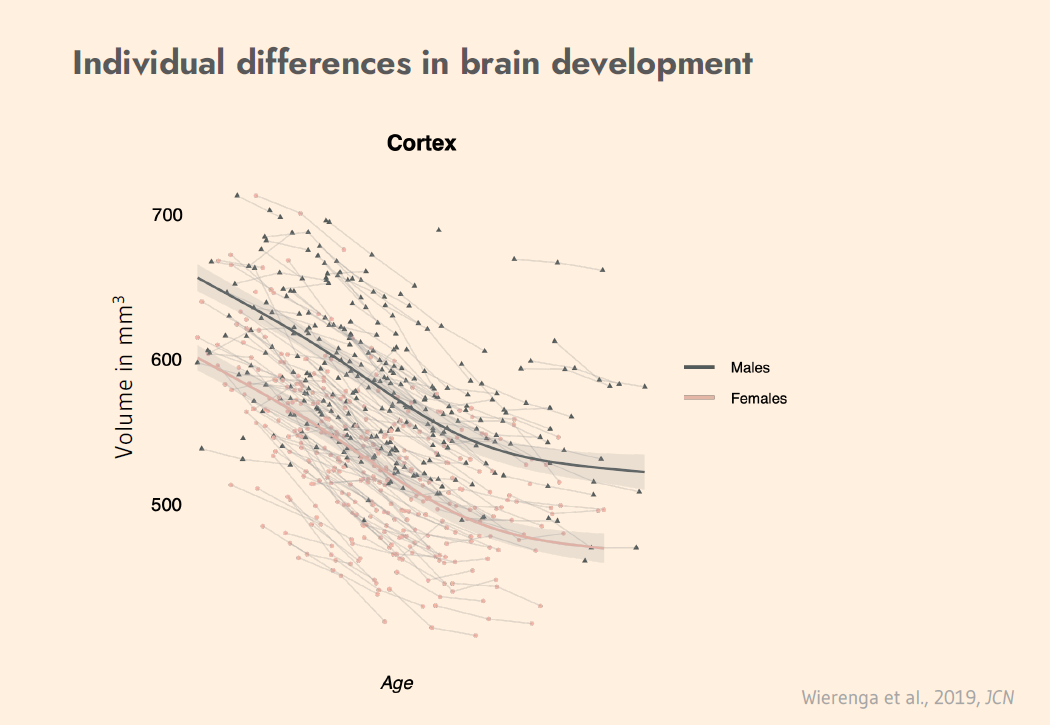 Individual differences in brain development
Cortex
700
600
500
Volume in mm³
Males
Females
Age
Wierenga et al., 2019, JCN